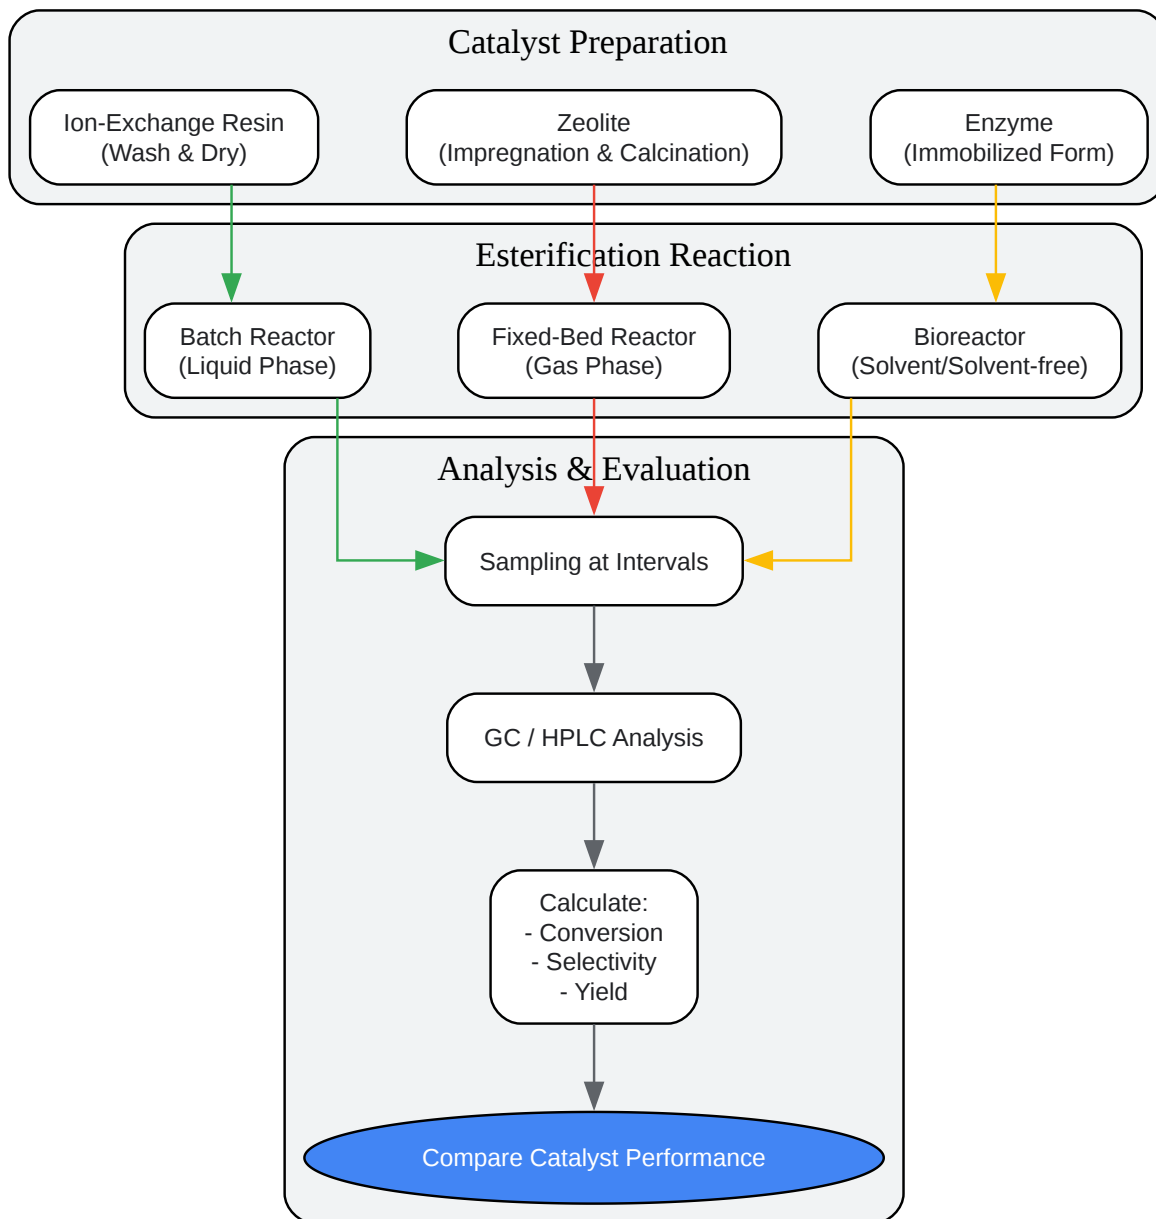 Catalyst Preparation
Ion-Exchange Resin
(Wash & Dry)
Zeolite
(Impregnation & Calcination)
Enzyme
(Immobilized Form)
Esterification Reaction
Batch Reactor
(Liquid Phase)
Fixed-Bed Reactor
(Gas Phase)
Bioreactor
(Solvent/Solvent-free)
Analysis & Evaluation
Sampling at Intervals
GC / HPLC Analysis
Calculate:
- Conversion
- Selectivity
- Yield
Compare Catalyst Performance